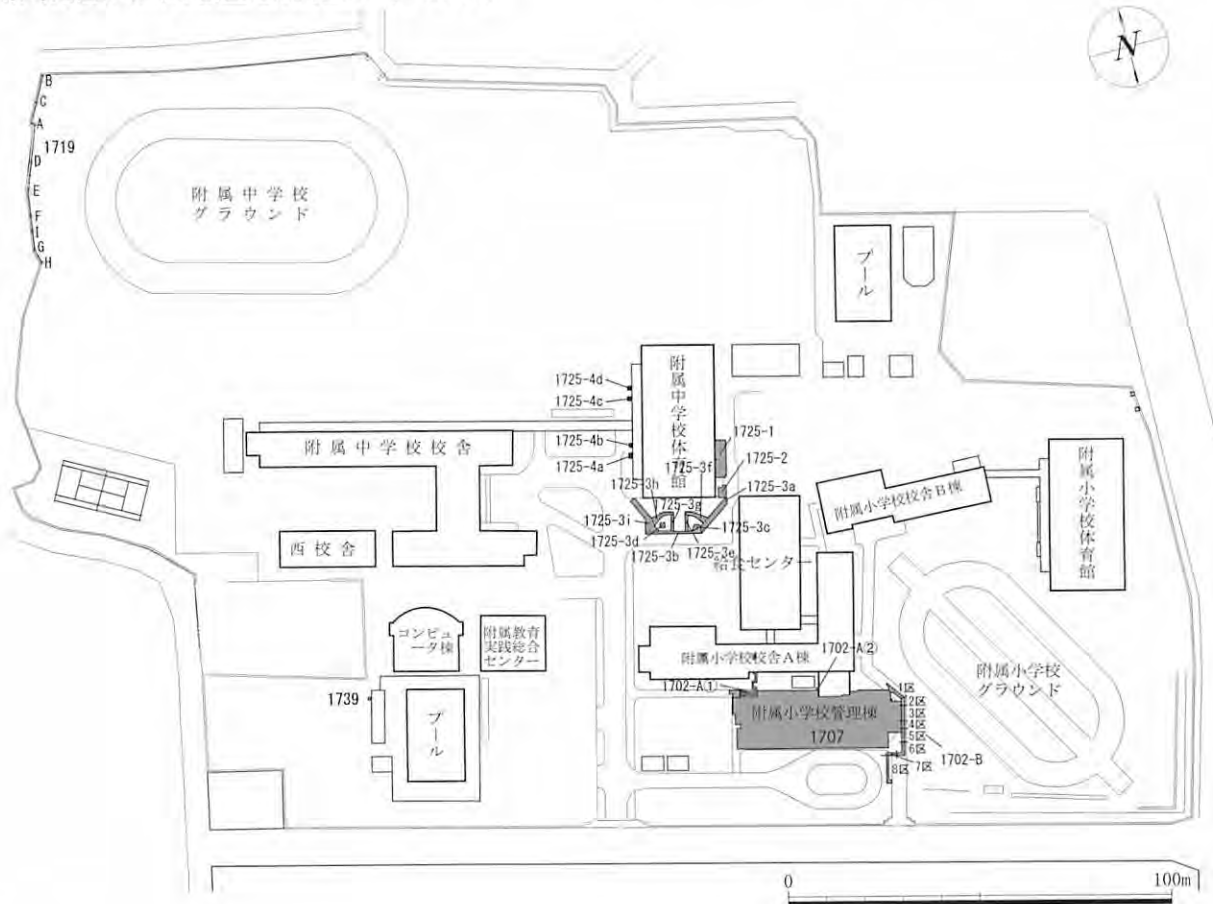 N
B
C
A
1719
D
E
F
I
G
H
附属中学校
グラウンド
プール
附属中学校体育館
1725-4d
1725-4c
1725-4b
1725-4a
1725-1
1725-3f
1725-2
1725-3h
1725-3a
1725-3g
1725-3i
1725-3c
1725-3d
1725-3b
1725-3e
附属中学校校舎
西校舎
給食センター
附属小学校校舎B棟
附属小学校体育館
コンピュ
ータ棟
附属教育
実践総合
センター
附属小学校校舎A棟
1702-A②
1702-A①
附属小学校
グラウンド
1739
プール
附属小学校管理棟
1707
1区
2区
3区
4区
5区
6区
7区
8区
1702-B
0
100m